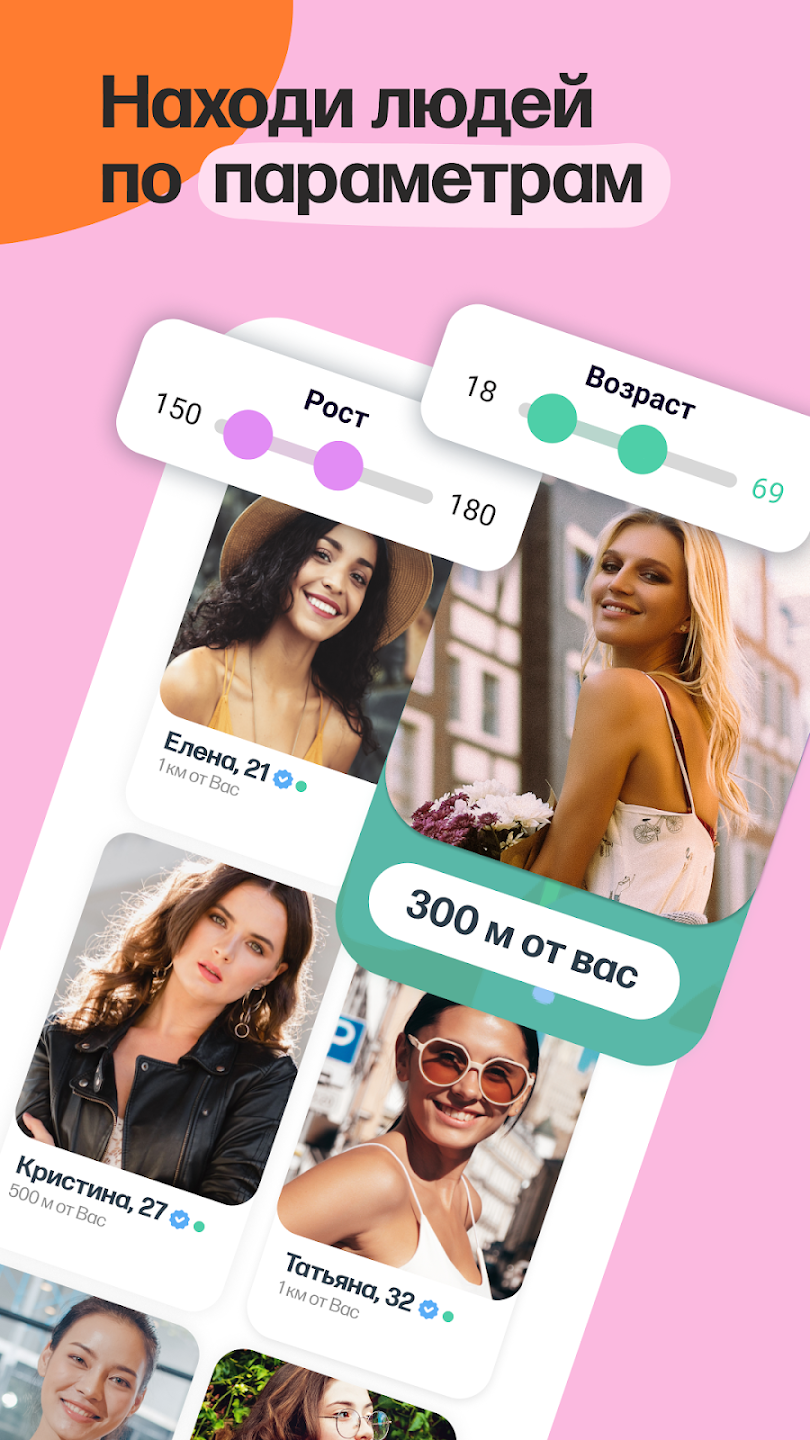 Находи людей
по параметрам
Рост
150
180
Возраст
18
69
Елена, 21
1 км от Вас
300 м от вас
P
Кристина, 27
500 м от Вас
Татьяна, 32
1 км от Вас